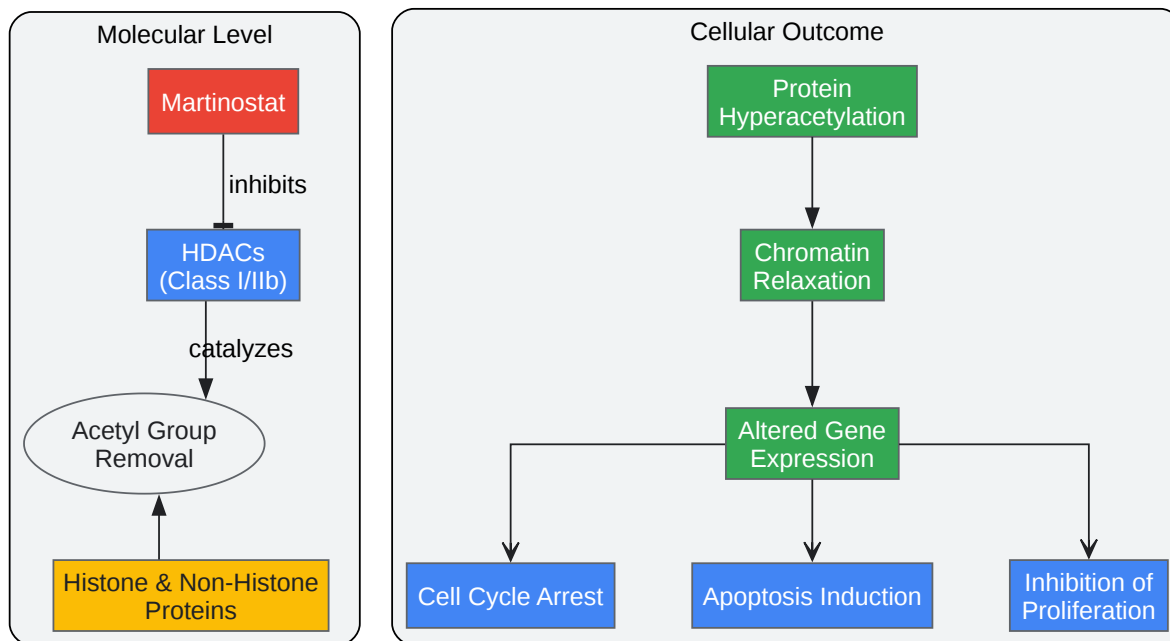 Molecular Level
Martinostat
inhibits
HDACs
(Class I/IIb)
catalyzes
Acetyl Group
Removal
Histone & Non-Histone
Proteins
Cellular Outcome
Protein
Hyperacetylation
Chromatin
Relaxation
Altered Gene
Expression
Cell Cycle Arrest
Apoptosis Induction
Inhibition of
Proliferation